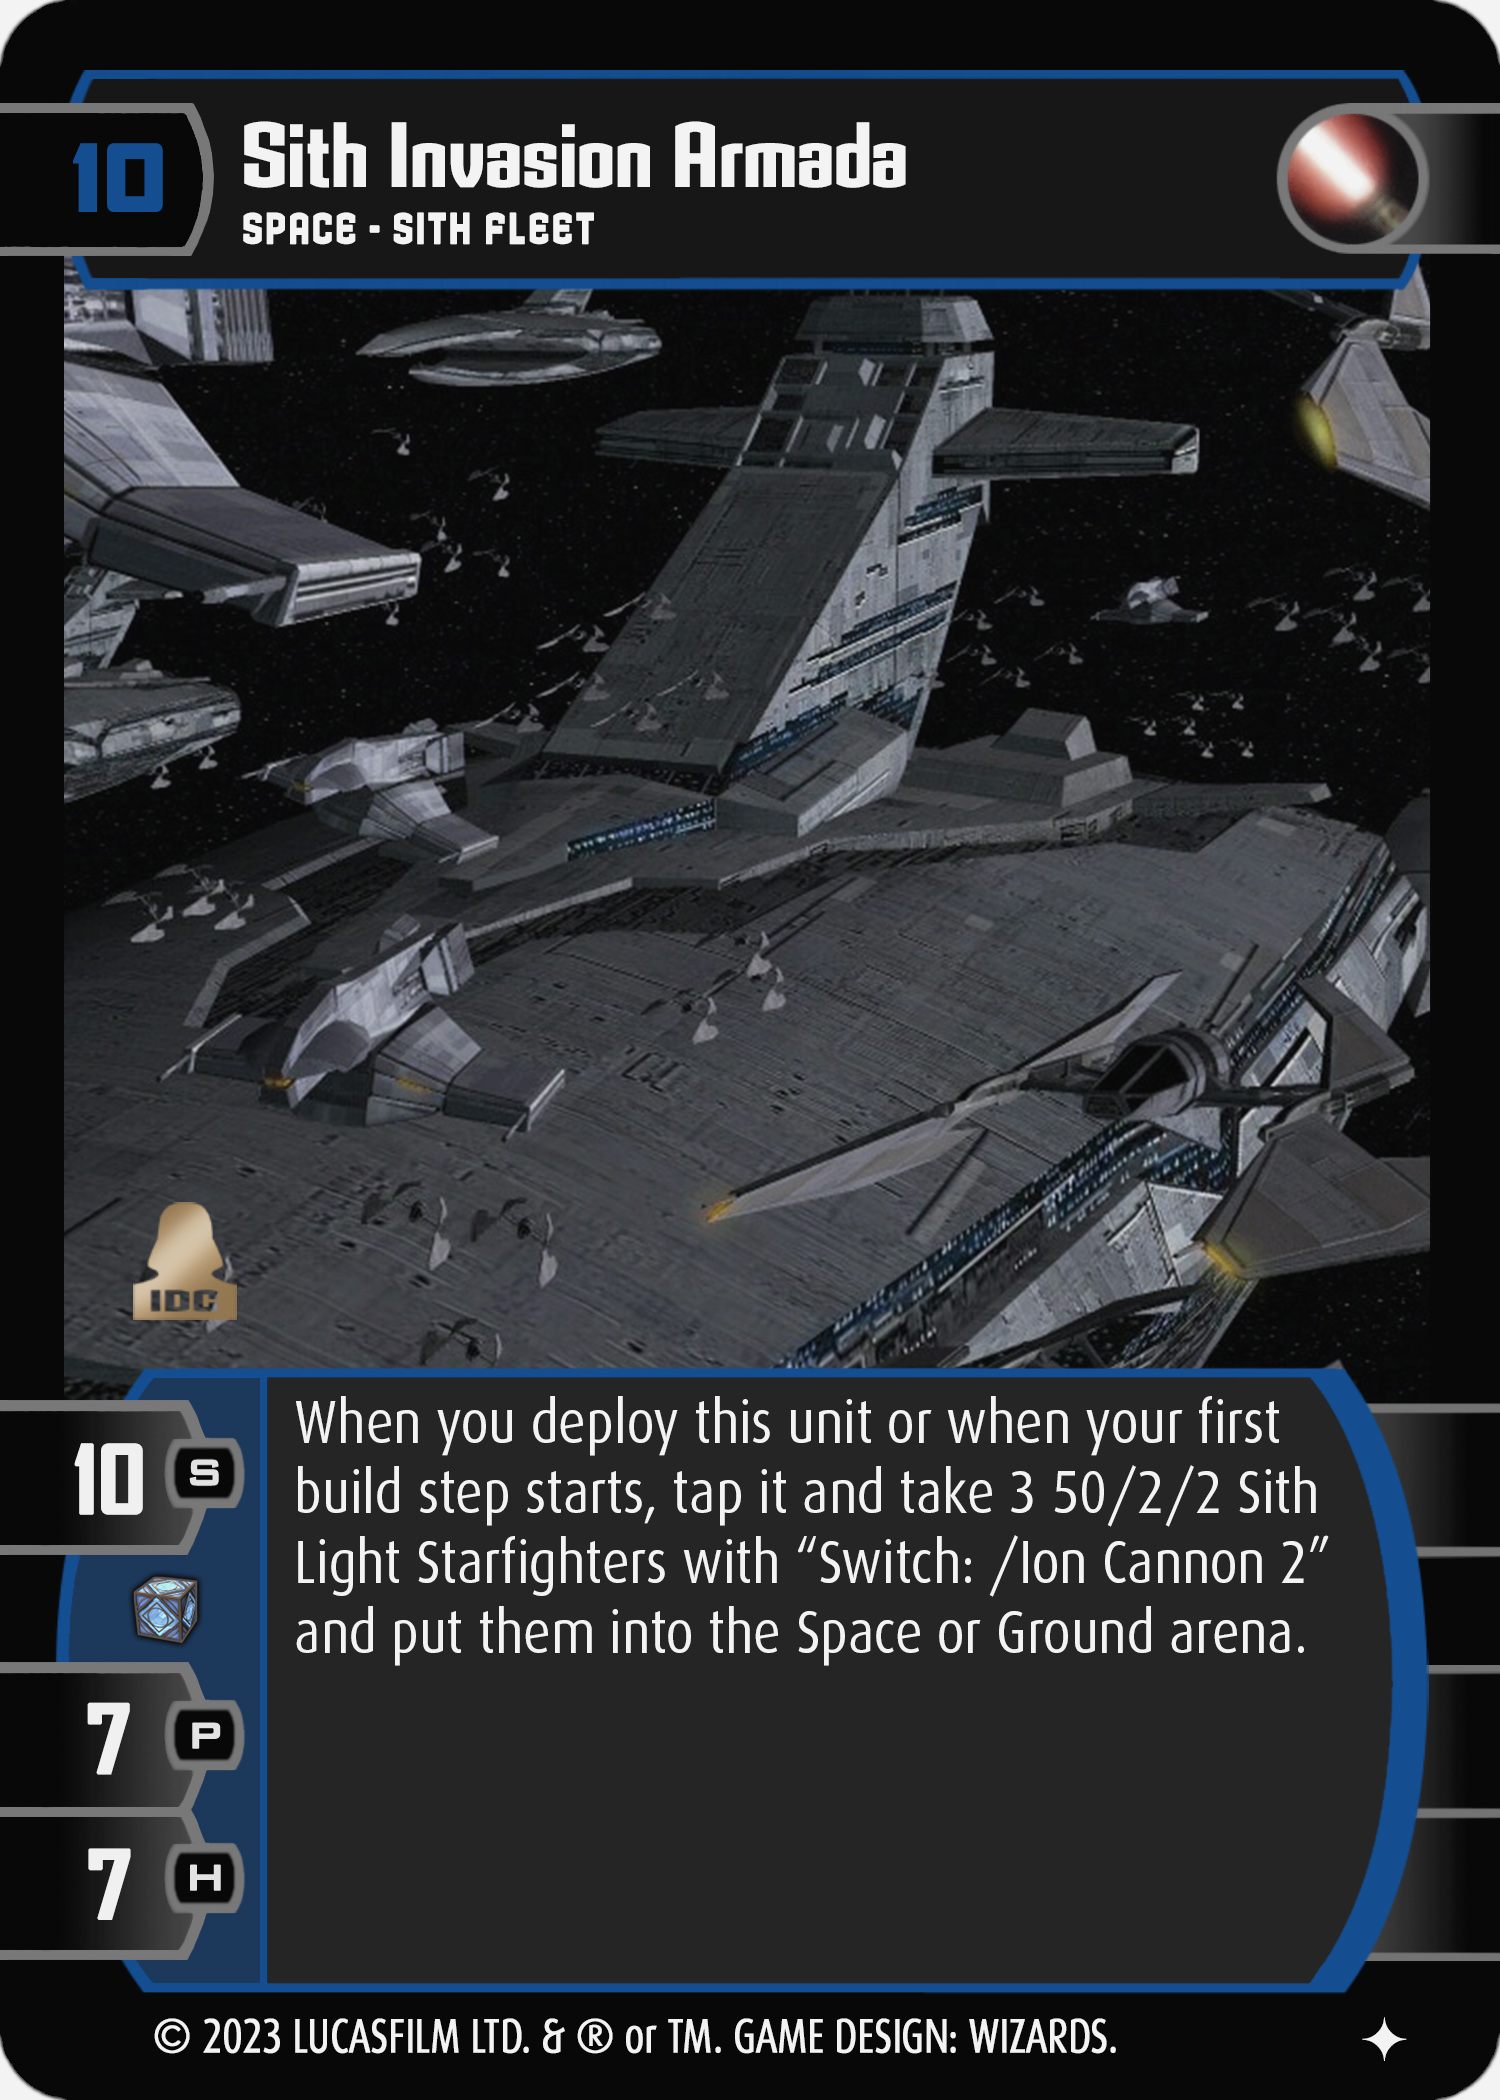 10
Sith Invasion Armada
SPACE - SITH FLEET
IDC
When you deploy this unit or when your first
build step starts, tap it and take 3 50/2/2 Sith
Light Starfighters with “Switch: /Ion Cannon 2”
and put them into the Space or Ground arena.
10 S
7 P
7 H
© 2023 LUCASFILM LTD. & ® or TM. GAME DESIGN: WIZARDS.